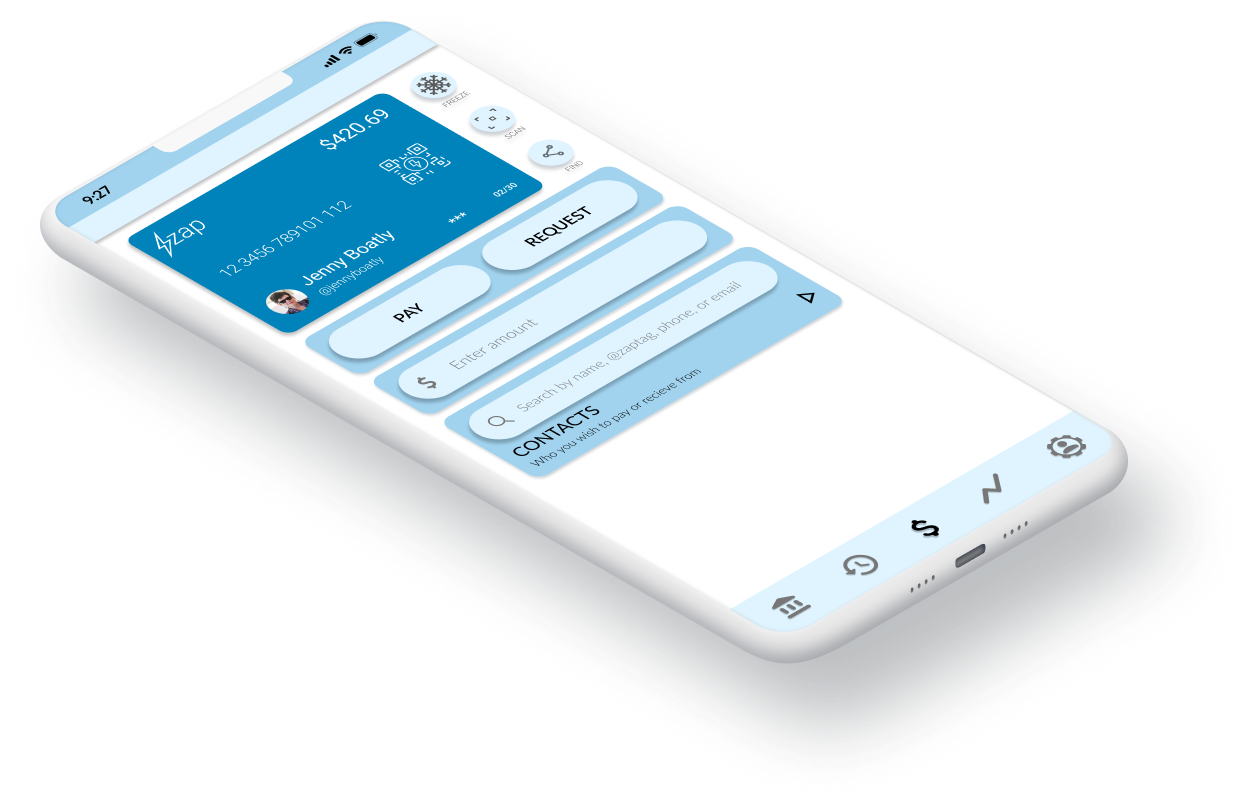 9:27
zap
$420.69
12 3456 789101 112
Jenny Boatly
@jennyboatly
***
02/30
FREEZE
SCAN
FIND
PAY
REQUEST
$
Enter amount
Search by name, @zaptag, phone, or email
CONTACTS
Who you wish to pay or recieve from
$